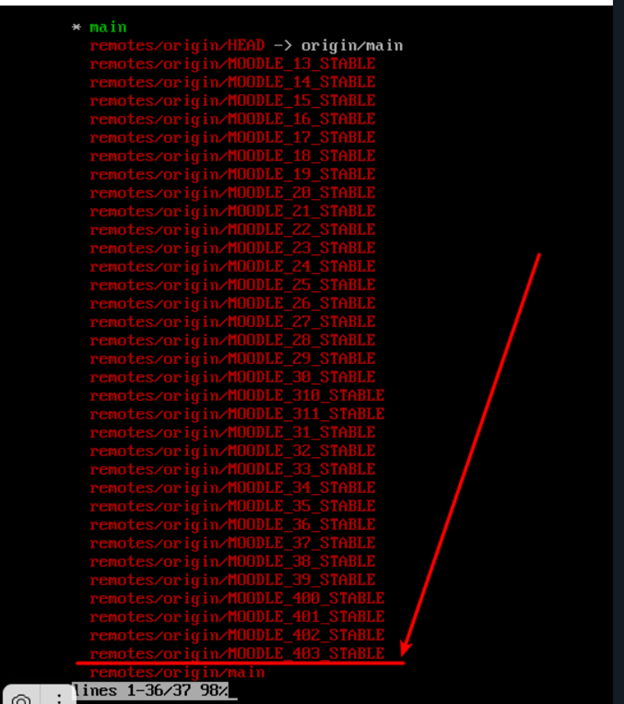 * main
remotes/origin/HEAD -> origin/main
remotes/origin/MOODLE_13_STABLE
remotes/origin/MOODLE_14_STABLE
remotes/origin/MOODLE_15_STABLE
remotes/origin/MOODLE_16_STABLE
remotes/origin/MOODLE_17_STABLE
remotes/origin/MOODLE_18_STABLE
remotes/origin/MOODLE_19_STABLE
remotes/origin/MOODLE_20_STABLE
remotes/origin/MOODLE_21_STABLE
remotes/origin/MOODLE_22_STABLE
remotes/origin/MOODLE_23_STABLE
remotes/origin/MOODLE_24_STABLE
remotes/origin/MOODLE_25_STABLE
remotes/origin/MOODLE_26_STABLE
remotes/origin/MOODLE_27_STABLE
remotes/origin/MOODLE_28_STABLE
remotes/origin/MOODLE_29_STABLE
remotes/origin/MOODLE_30_STABLE
remotes/origin/MOODLE_310_STABLE
remotes/origin/MOODLE_311_STABLE
remotes/origin/MOODLE_31_STABLE
remotes/origin/MOODLE_32_STABLE
remotes/origin/MOODLE_33_STABLE
remotes/origin/MOODLE_34_STABLE
remotes/origin/MOODLE_35_STABLE
remotes/origin/MOODLE_36_STABLE
remotes/origin/MOODLE_37_STABLE
remotes/origin/MOODLE_38_STABLE
remotes/origin/MOODLE_39_STABLE
remotes/origin/MOODLE_400_STABLE
remotes/origin/MOODLE_401_STABLE
remotes/origin/MOODLE_402_STABLE
remotes/origin/MOODLE_403_STABLE
remotes/origin/main
lines 1-36/37 98%